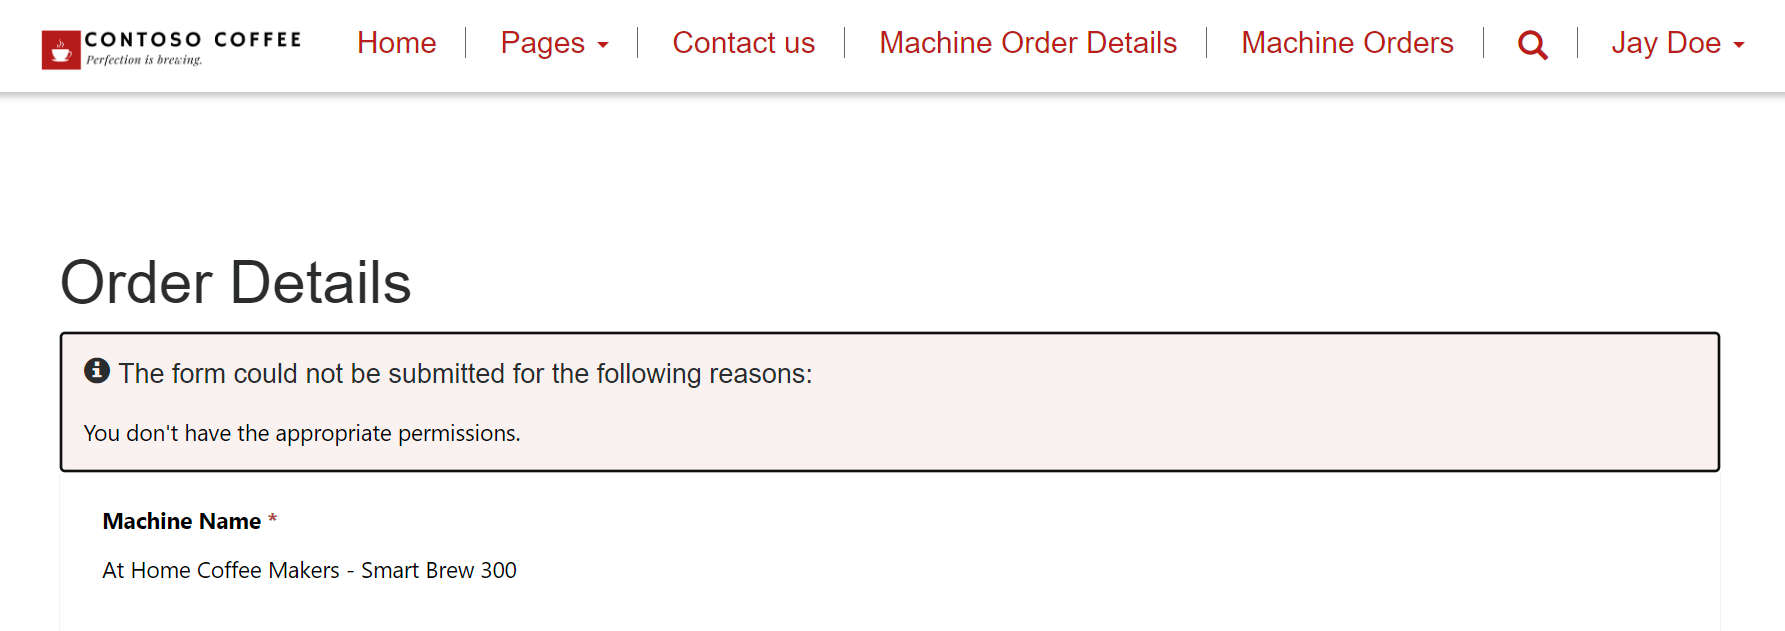 CONTOSO COFFEE
Perfection is brewing.
Home
Pages
Contact us
Machine Order Details
Machine Orders
Jay Doe
Order Details
The form could not be submitted for the following reasons:
You don't have the appropriate permissions.
Machine Name *
At Home Coffee Makers - Smart Brew 300